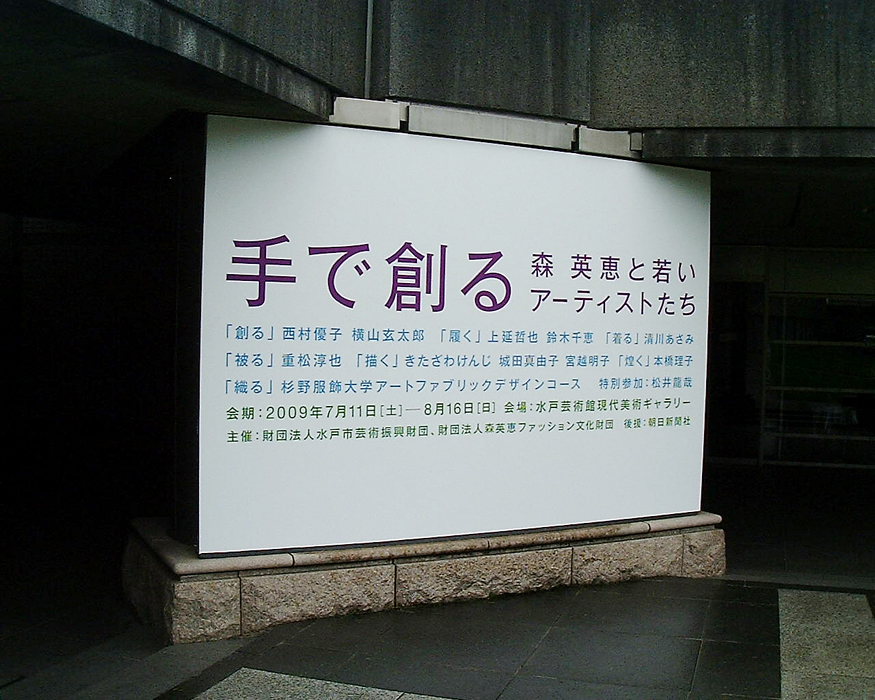 手で創る 森 英恵と若い
アーティストたち
「創る」西村優子 横山玄太郎 「履く」上延哲也 鈴木千恵 「着る」清川あさみ
「被る」重松淳也 「描く」きたざわけんじ 城田真由子 宮越明子 「煌く」本橋理子
「織る」杉野服飾大学アートファブリックデザインコース 特別参加:松井龍哉
会期:2009年7月11日[土]―8月16日[日] 会場:水戸芸術館現代美術ギャラリー
主催:財団法人水戸市芸術振興財団、財団法人森英恵ファッション文化財団 後援:朝日新聞社